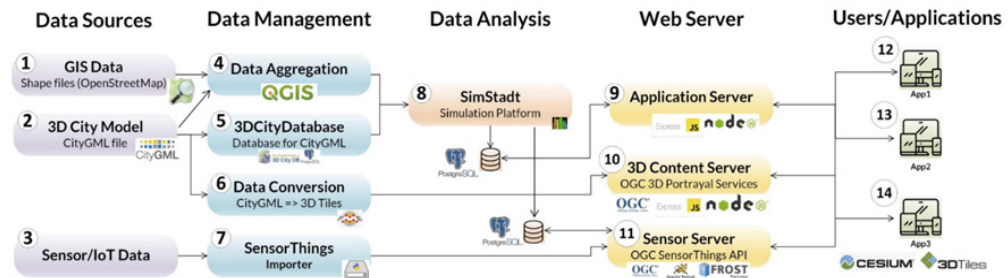 Data Sources
Data Management
Data Analysis
Web Server
Users/Applications
1
GIS Data
Shape files (OpenStreetMap)
2
3D City Model
CityGML file
CityGML
3
Sensor/IoT Data
4
Data Aggregation
QGIS
5
3DCityDatabase
Database for CityGML
3D City DB
PostgreSQL
6
Data Conversion
CityGML => 3D Tiles
7
SensorThings
Importer
8
SimStadt
Simulation Platform
PostgreSQL
PostgreSQL
9
Application Server
Express
JS
node
10
3D Content Server
OGC 3D Portrayal Services
OGC
Express
JS
node
11
Sensor Server
OGC SensorThings API
OGC
FROST
12
App1
13
App2
14
App3
CESIUM
3DTiles